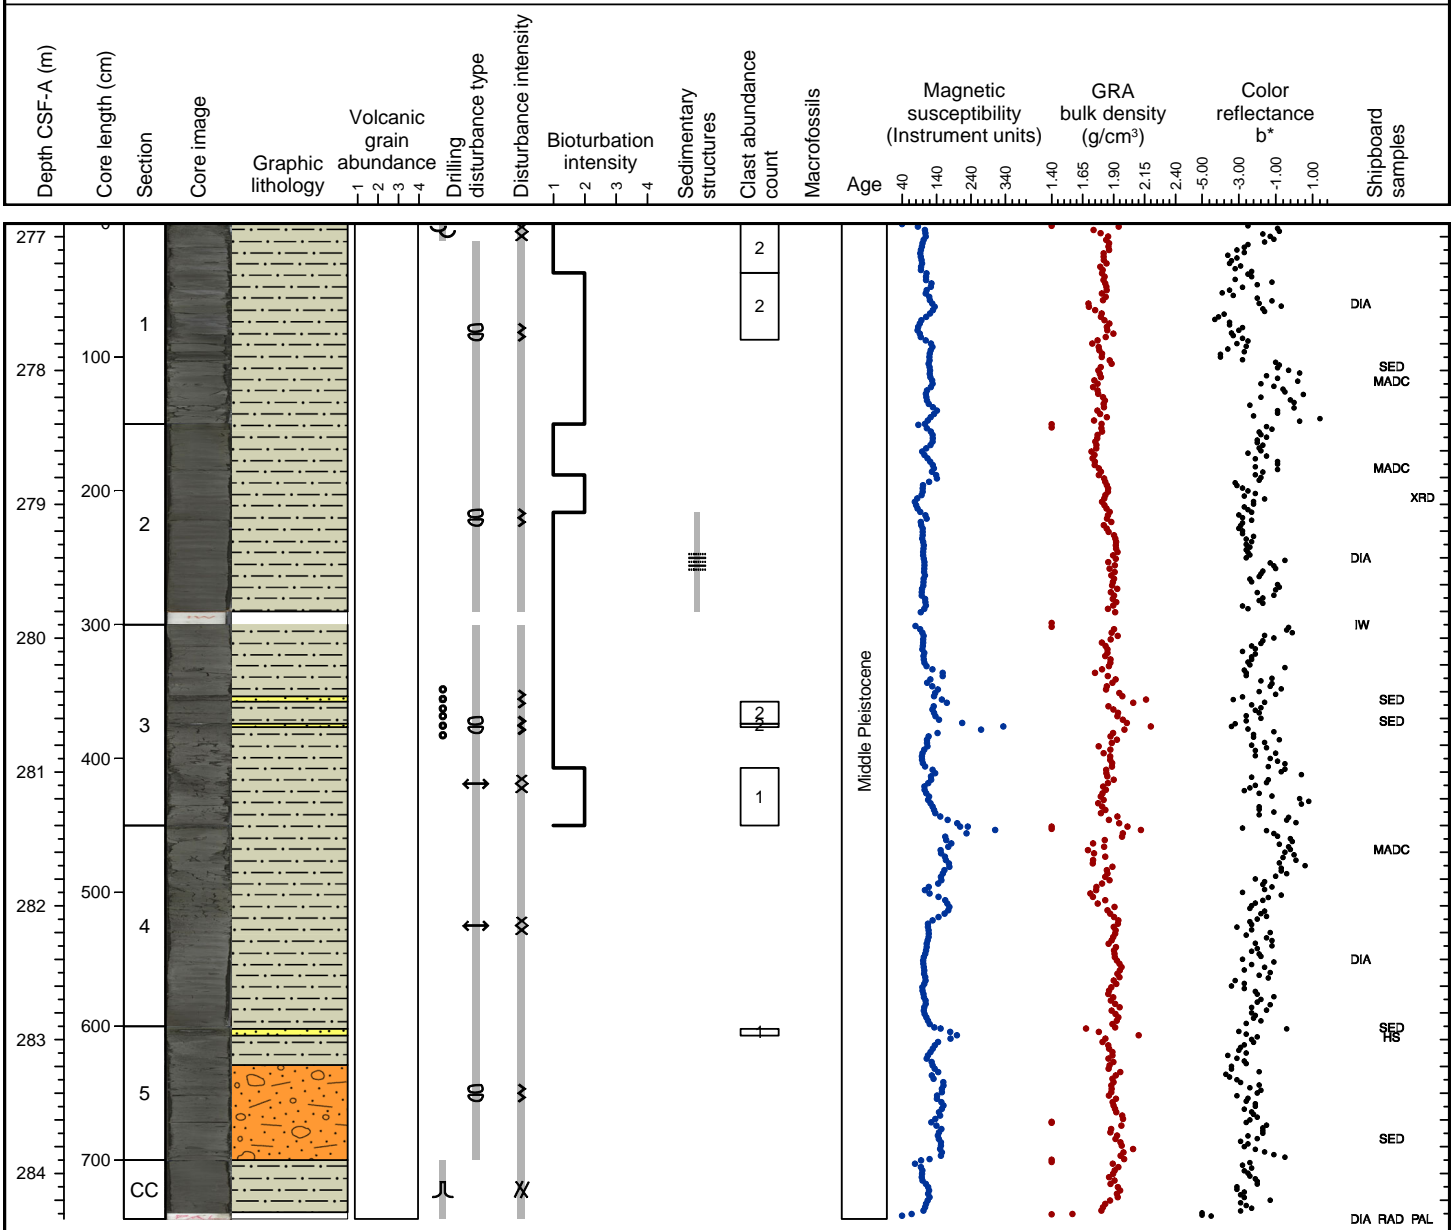 Depth CSF-A (m)
Core length (cm)
Section
Core image
Graphic
lithology
Volcanic
grain
abundance
1 2 3 4
Drilling
disturbance type
Disturbance intensity
Bioturbation
intensity
1 2 3 4
Sedimentary
structures
Clast abundance
count
Macrofossils
Age
Magnetic
susceptibility
(Instrument units)
40 140 240 340
GRA
bulk density
(g/cm³)
1.40 1.65 1.90 2.15 2.40
Color
reflectance
b*
-5.00 -3.00 -1.00 1.00
Shipboard
samples
277
278
279
280
281
282
283
284
0
100
200
300
400
500
600
700
1
2
3
4
5
CC
2
2
2
2
1
1
Middle Pleistocene
DIA
SED
MADC
MADC
XRD
DIA
IW
SED
SED
MADC
DIA
SED
HS
SED
DIA RAD PAL